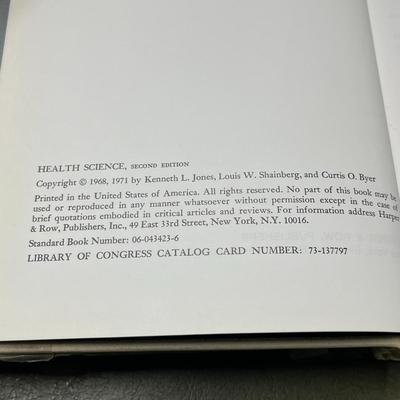 HEALTH SCIENCE, SECOND EDITION
Copyright © 1968, 1971 by Kenneth L. Jones, Louis W. Shainberg, and Curtis O. Byer
Printed in the United States of America. All rights reserved. No part of this book may be
used or reproduced in any manner whatsoever without permission except in the case of
brief quotations embodied in critical articles and reviews. For information address Harper
& Row, Publishers, Inc., 49 East 33rd Street, New York, N.Y. 10016.
Standard Book Number: 06-043423-6
LIBRARY OF CONGRESS CATALOG CARD NUMBER: 73-137797